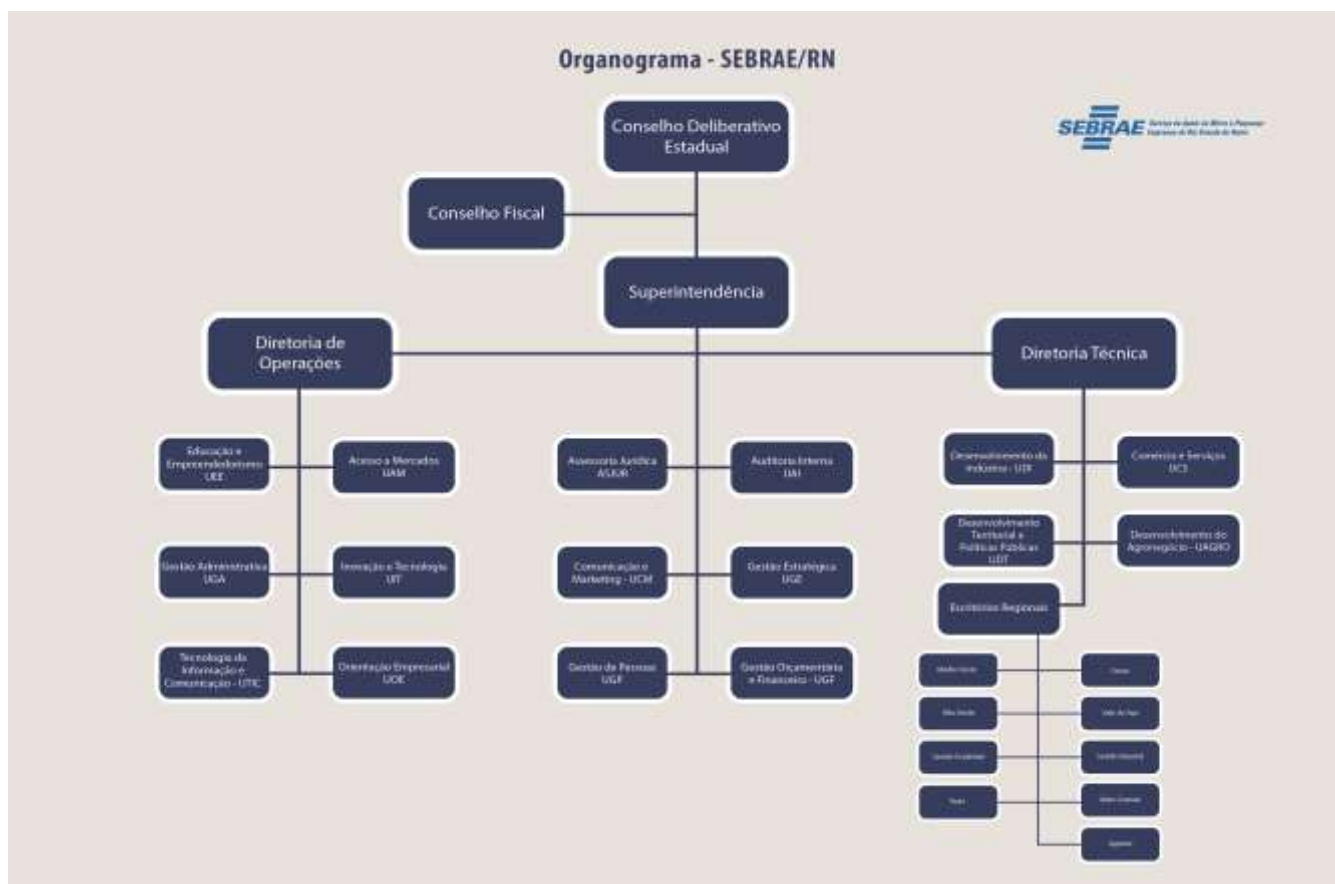 Organograma - SEBRAE/RN
Conselho Deliberativo
Estadual
SEBRAE
Conselho Fiscal
Superintendência
Diretoria de
Operações
Diretoria Técnica
Educação e
Empreendedorismo
UEE
Acesso a Mercados
UAM
Assessoria Jurídica
ASJUR
Auditoria Interna
UAI
Desenvolvimento da
Indústria - UDI
Comércio e Serviços
UCS
Gestão Administrativa
UGA
Inovação e Tecnologia
UIT
Comunicação e
Marketing - UCM
Gestão Estratégica
UGE
Desenvolvimento
Territorial e
Políticas Públicas
UDT
Desenvolvimento do
Agronegócio - UAGRO
Escritórios Regionais
Tecnologia da
Informação e
Comunicação - UTIC
Orientação Empresarial
UOE
Gestão de Pessoas
UGP
Gestão Orçamentária
e Financeira - UGF